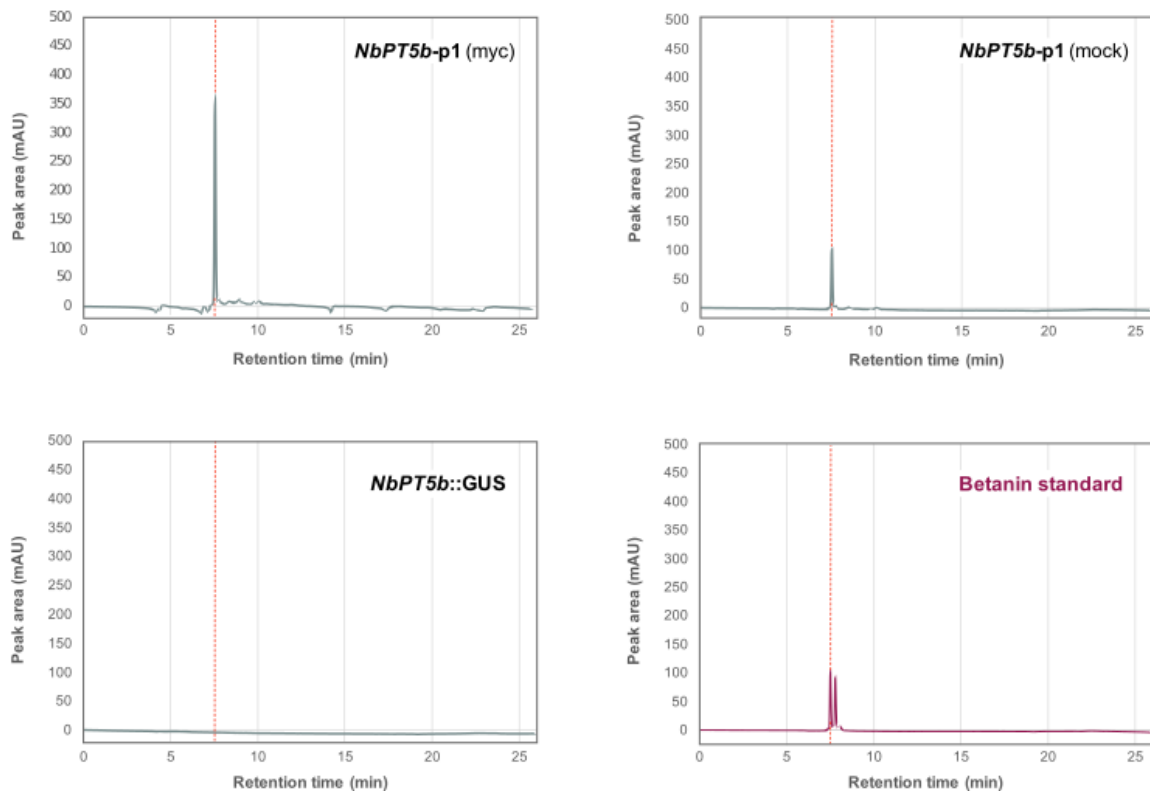 NbPT5b-p1 (myc)
Peak area (mAU)
500
450
400
350
300
250
200
150
100
50
0
0 5 10 15 20 25
Retention time (min)
NbPT5b-p1 (mock)
Peak area (mAU)
500
450
400
350
300
250
200
150
100
50
0
0 5 10 15 20 25
Retention time (min)
NbPT5b::GUS
Peak area (mAU)
500
450
400
350
300
250
200
150
100
50
0
0 5 10 15 20 25
Retention time (min)
Betanin standard
Peak area (mAU)
500
450
400
350
300
250
200
150
100
50
0
0 5 10 15 20 25
Retention time (min)